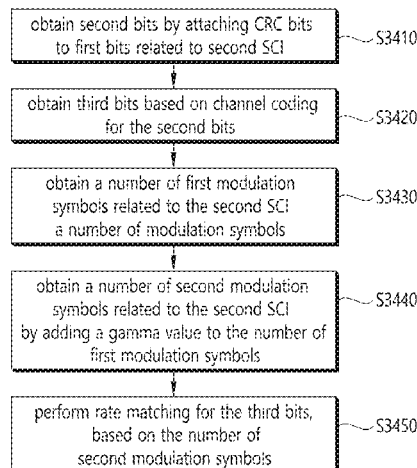 obtain second bits by attaching CRC bits
to first bits related to second SCI
S3410
obtain third bits based on channel coding
for the second bits
S3420
obtain a number of first modulation
symbols related to the second SCI
a number of modulation symbols
S3430
obtain a number of second modulation
symbols related to the second SCI
by adding a gamma value to the number of
first modulation symbols
S3440
perform rate matching for the third bits,
based on the number of
second modulation symbols
S3450